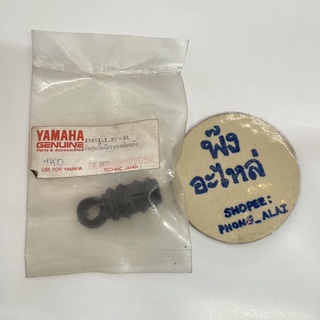 YAMAHA
GENUINE
Parts & Accessories
BELLE-R
1 SET
USE FOR YAMAHA
TECHNIC JAPAN
พ้ง
อะไหล่
SHOPEE:
PHONG_ALAI